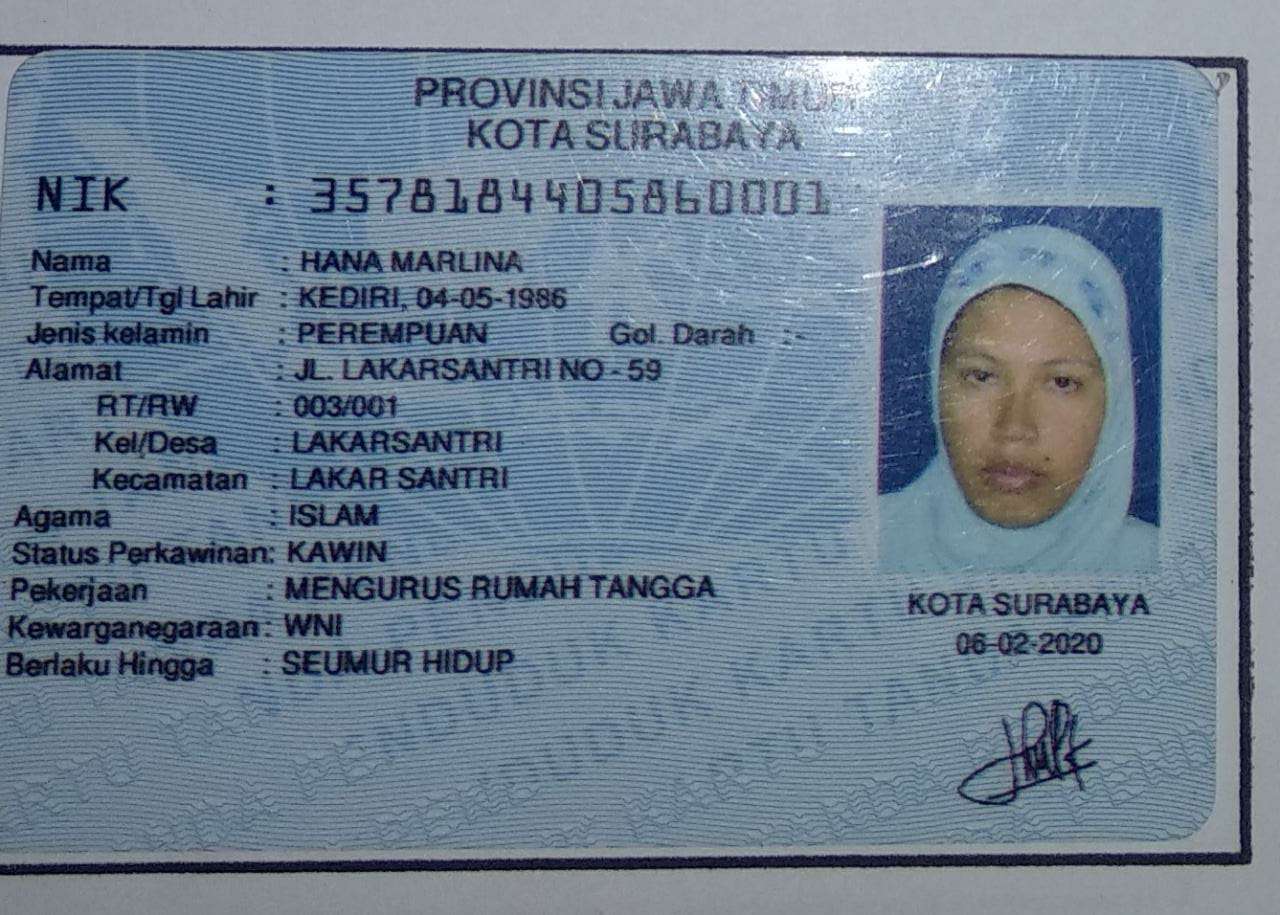 PROVINSI JAWA TIMUR
KOTA SURABAYA
NIK : 3578184405860001
Nama : HANA MARLINA
Tempat/Tgl Lahir : KEDIRI, 04-05-1986
Jenis kelamin : PEREMPUAN Gol. Darah :-
Alamat : JL. LAKARSANTRI NO - 59
RT/RW : 003/001
Kel/Desa : LAKARSANTRI
Kecamatan : LAKAR SANTRI
Agama : ISLAM
Status Perkawinan: KAWIN
Pekerjaan : MENGURUS RUMAH TANGGA
Kewarganegaraan: WNI
Berlaku Hingga : SEUMUR HIDUP
KOTA SURABAYA
06-02-2020